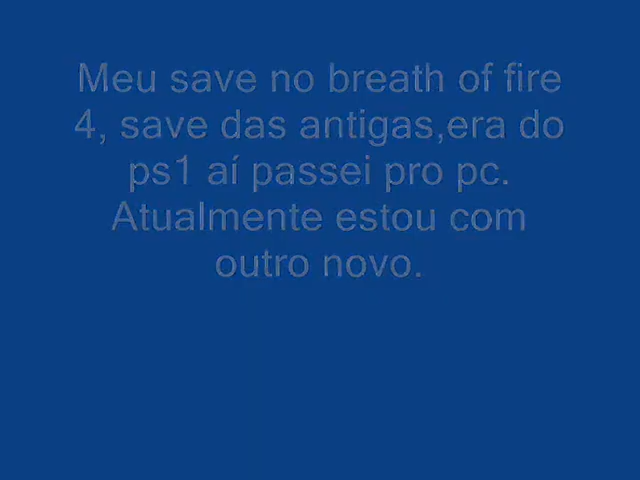 Meu save no breath of fire
4, save das antigas,era do
ps1 aí passei pro pc.
Atualmente estou com
outro novo.